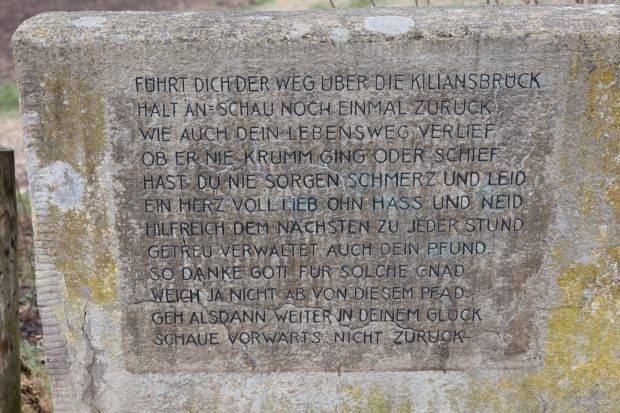 FÜHRT DICH DER WEG ÜBER DIE KILIANSBRÜCK
HALT AN = SCHAU NOCH EINMAL ZURÜCK
WIE AUCH DEIN LEBENSWEG VERLIEF
OB ER NIE KRUMM GING ODER SCHIEF
HAST DU NIE SORGEN SCHMERZ UND LEID
EIN HERZ VOLL LIEB OHN HASS UND NEID
HILFREICH DEM NÄCHSTEN ZU JEDER STUND
GETREU VERWALTET AUCH DEIN PFUND
SO DANKE GOTT FÜR SOLCHE GNAD
WEICH JA NICHT AB VON DIESEM PFAD
GEH ALSDANN WEITER IN DEINEM GLÜCK
SCHAUE VORWÄRTS NICHT ZURÜCK